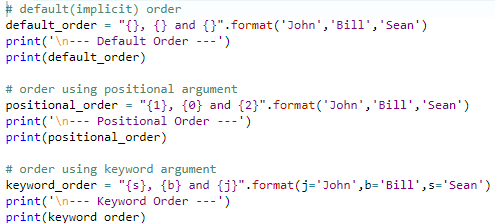 # default(implicit) order
default_order = "{}, {} and {}".format('John','Bill','Sean')
print('\n--- Default Order ---')
print(default_order)
# order using positional argument
positional_order = "{1}, {0} and {2}".format('John','Bill','Sean')
print('\n--- Positional Order ---')
print(positional_order)
# order using keyword argument
keyword_order = "{s}, {b} and {j}".format(j='John',b='Bill',s='Sean')
print('\n--- Keyword Order ---')
print(keyword_order)